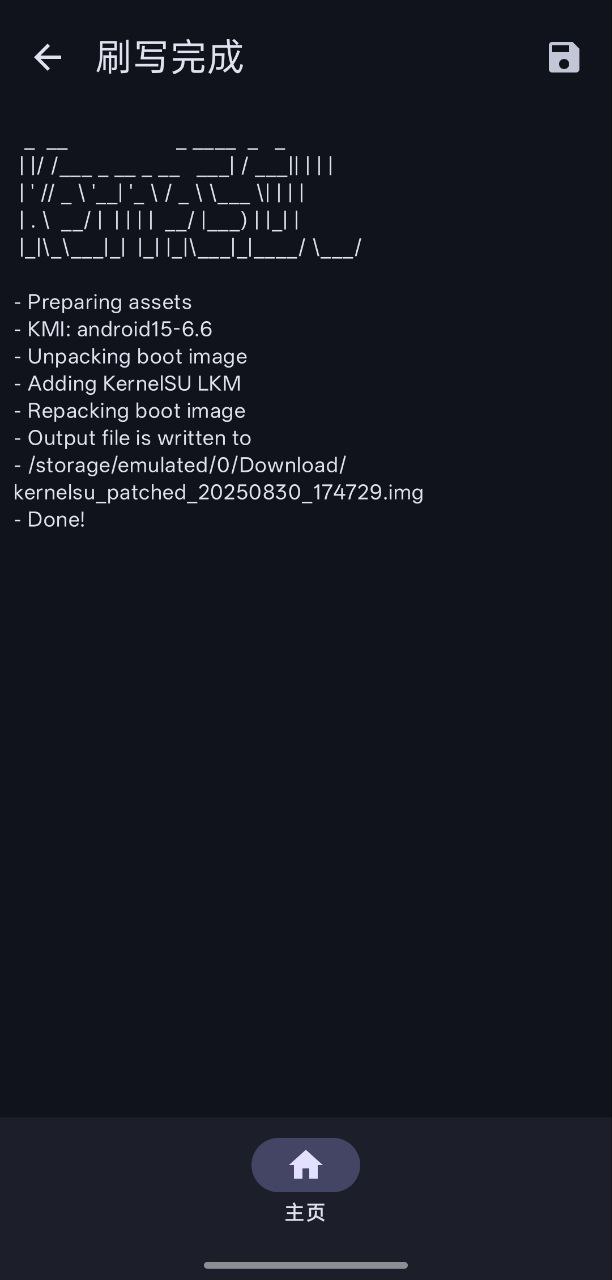 刷写完成
  _  __                    _ ____  _   _
 | |/ /___ _ __ _ __   ___| / ___|| | | |
 | ' // _ \ '__| '_ \ / _ \ \___ \| | | |
 | . \  __/ |  | | | |  __/ |___) | |_| |
 |_|\_\___|_|  |_| |_|\___|_|____/ \___/
- Preparing assets
- KMI: android15-6.6
- Unpacking boot image
- Adding KernelSU LKM
- Repacking boot image
- Output file is written to
- /storage/emulated/0/Download/
kernelsu_patched_20250830_174729.img
- Done!
主页